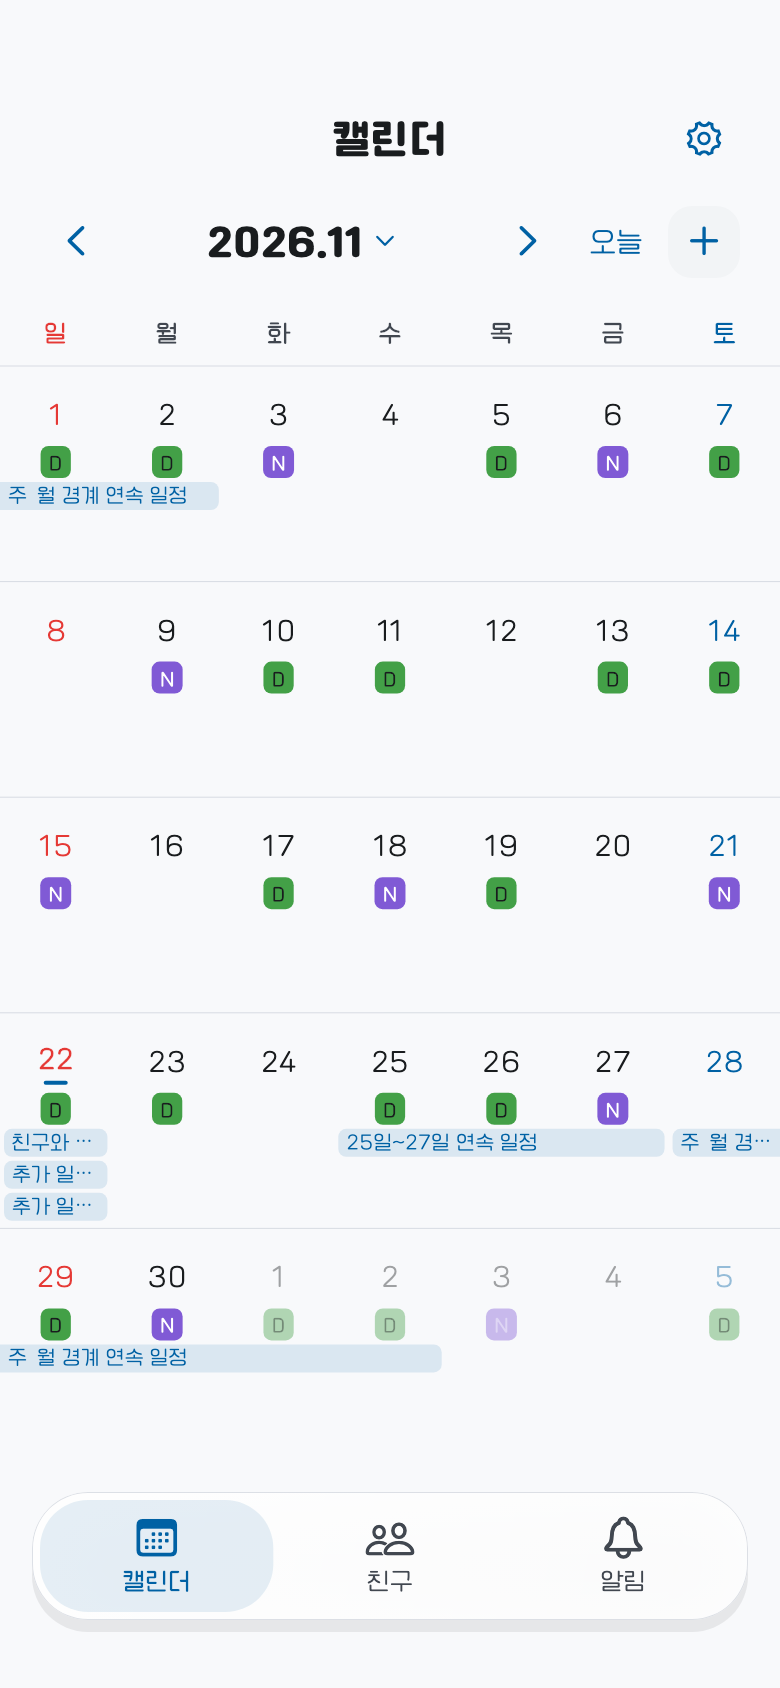 캘린더
2026.11 오늘
일 월 화 수 목 금 토
1 2 3 4 5 6 7
D D N D N D
주 월 경계 연속 일정
8 9 10 11 12 13 14
N D D D D
15 16 17 18 19 20 21
N D N D N
22 23 24 25 26 27 28
D D D D N
친구와 ··· 25일~27일 연속 일정 주 월 경···
추가 일···
추가 일···
29 30 1 2 3 4 5
D N D D N D
주 월 경계 연속 일정
캘린더 친구 알림